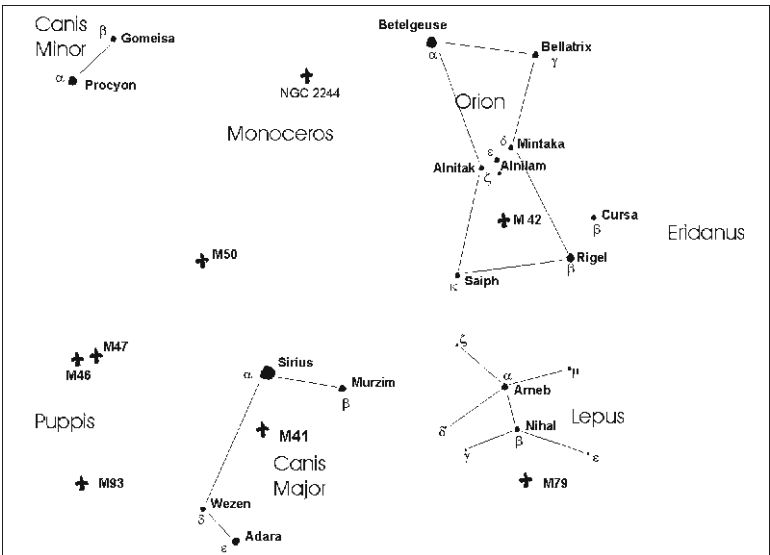 Canis
Minor
β
Gomeisa
α
Procyon
NGC 2244
Monoceros
Betelgeuse
α
Bellatrix
γ
Orion
δ
Mintaka
ε
Alnilam
Alnitak
ζ
M 42
Cursa
β
Eridanus
Rigel
β
Saiph
κ
M50
M47
M46
Puppis
M93
Sirius
α
Murzim
β
M41
Canis
Major
Wezen
δ
Adara
ε
ζ
α
Arneb
μ
Lepus
δ
Nihal
β
γ
ε
M79